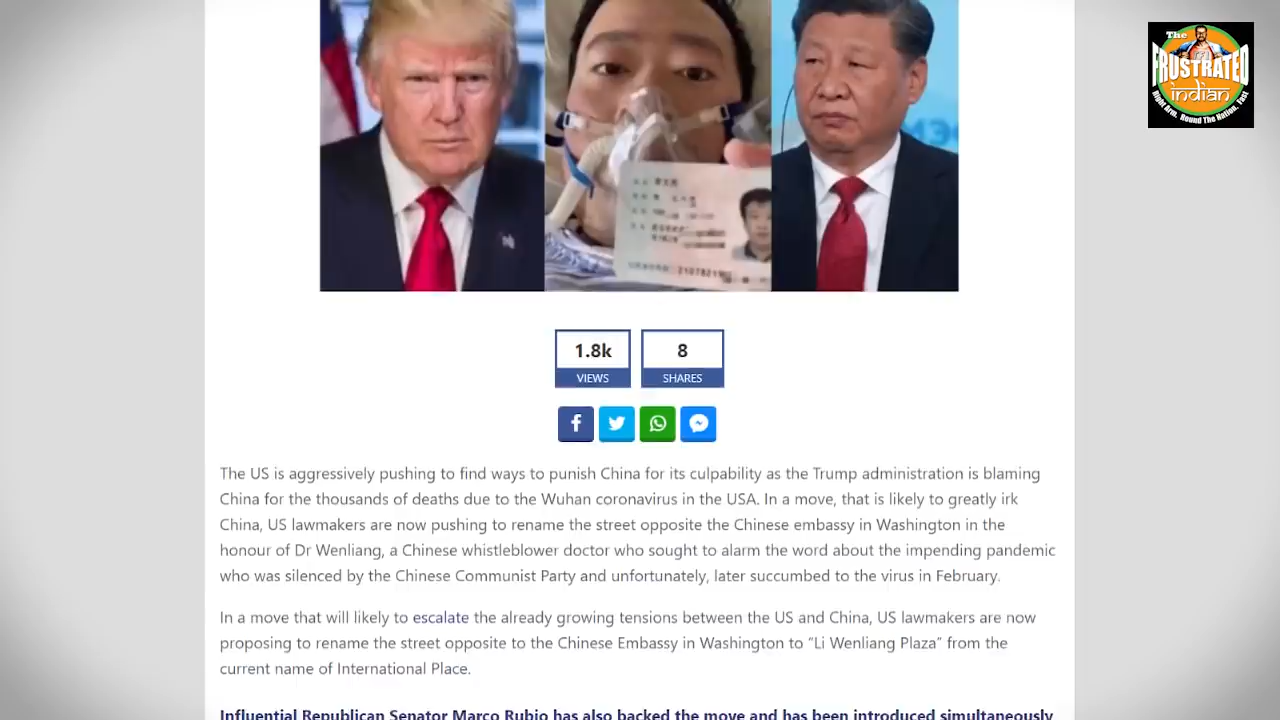 The
FRUSTRATED
indian
Right Arm, Round The Nation, Fast
1.8k
VIEWS
8
SHARES
The US is aggressively pushing to find ways to punish China for its culpability as the Trump administration is blaming
China for the thousands of deaths due to the Wuhan coronavirus in the USA. In a move, that is likely to greatly irk
China, US lawmakers are now pushing to rename the street opposite the Chinese embassy in Washington in the
honour of Dr Wenliang, a Chinese whistleblower doctor who sought to alarm the word about the impending pandemic
who was silenced by the Chinese Communist Party and unfortunately, later succumbed to the virus in February.
In a move that will likely to escalate the already growing tensions between the US and China, US lawmakers are now
proposing to rename the street opposite to the Chinese Embassy in Washington to “Li Wenliang Plaza” from the
current name of International Place.
Influential Republican Senator Marco Rubio has also backed the move and has been introduced simultaneously